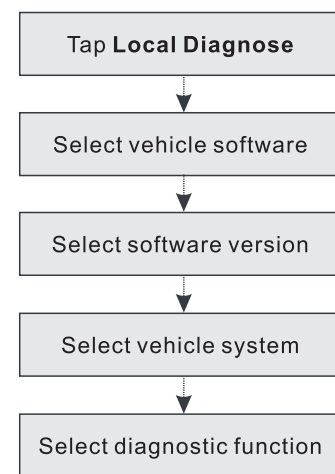 Tap Local Diagnose
Select vehicle software
Select software version
Select vehicle system
Select diagnostic function